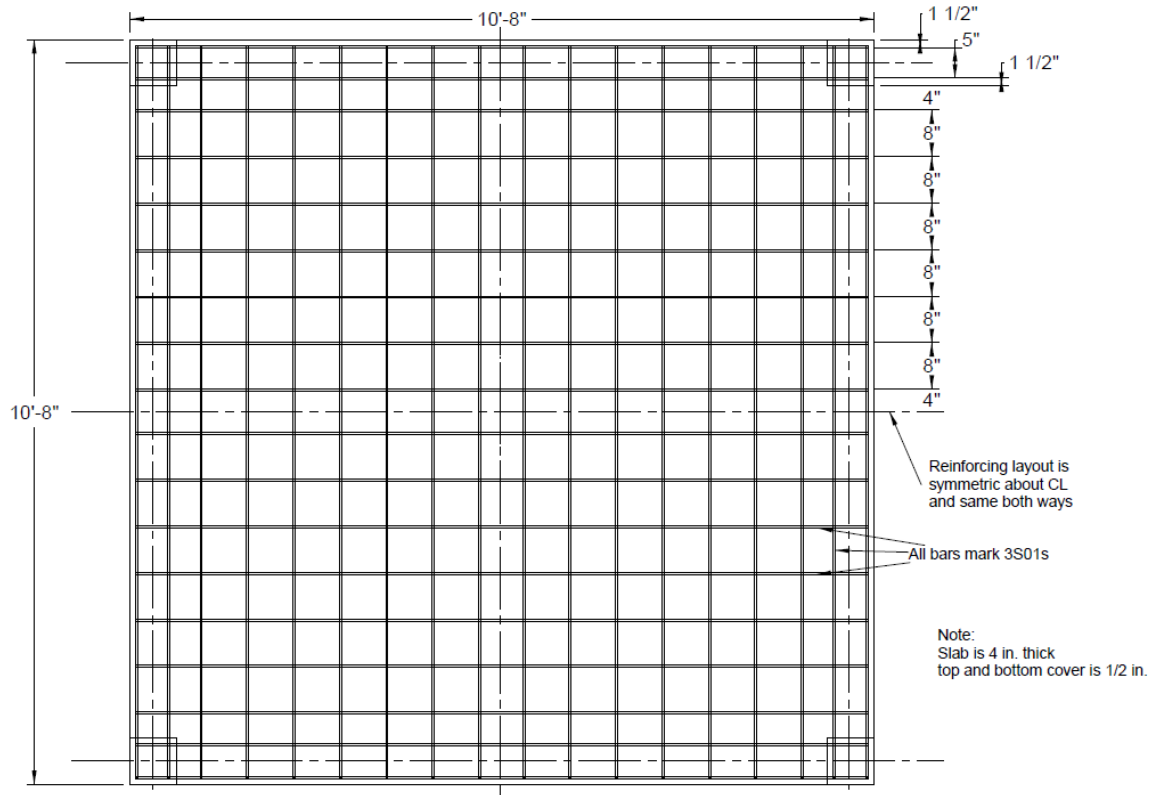 10'-8"
1 1/2"
5"
1 1/2"
4"
8"
8"
8"
8"
8"
8"
4"
10'-8"
Reinforcing layout is
symmetric about CL
and same both ways
All bars mark 3S01s
Note:
Slab is 4 in. thick
top and bottom cover is 1/2 in.